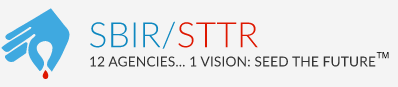 SBIR/STTR
12 AGENCIES... 1 VISION: SEED THE FUTURE™